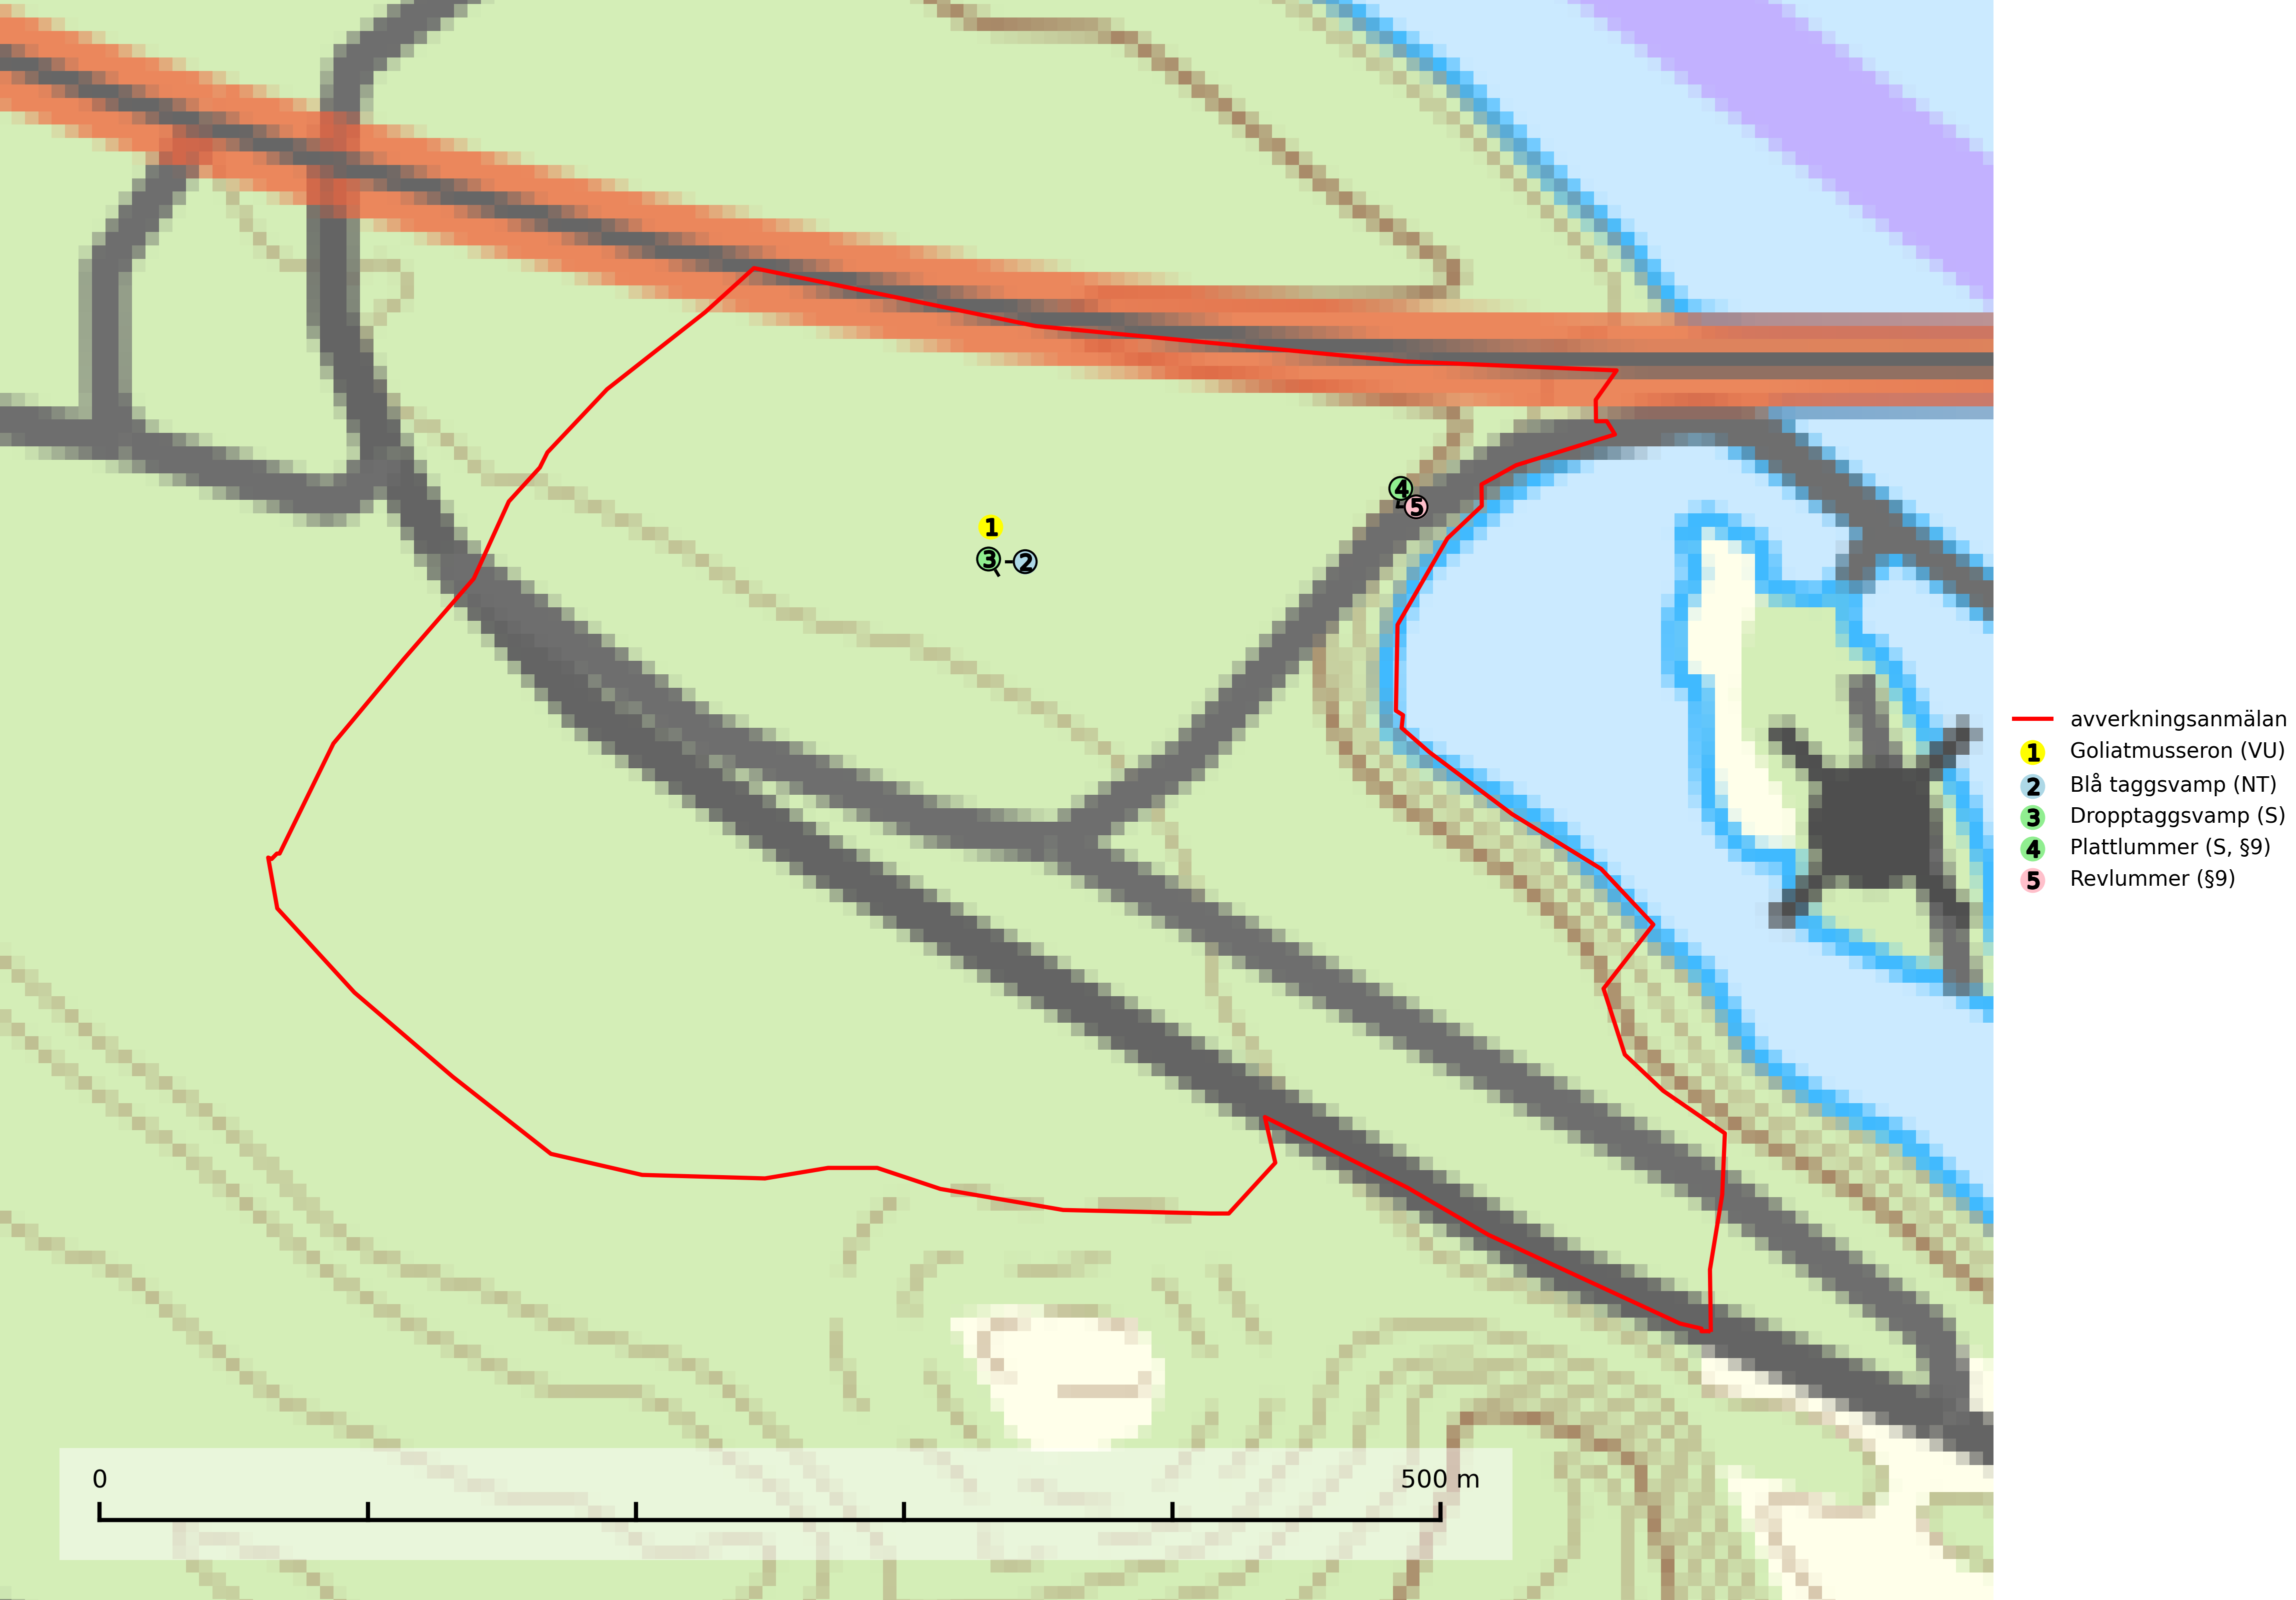 4
5
1
3
2
avverkningsanmälan
1 Goliatmusseron (VU)
2 Blå taggsvamp (NT)
3 Dropptaggsvamp (S)
4 Plattlummer (S, §9)
5 Revlummer (§9)
0 500 m